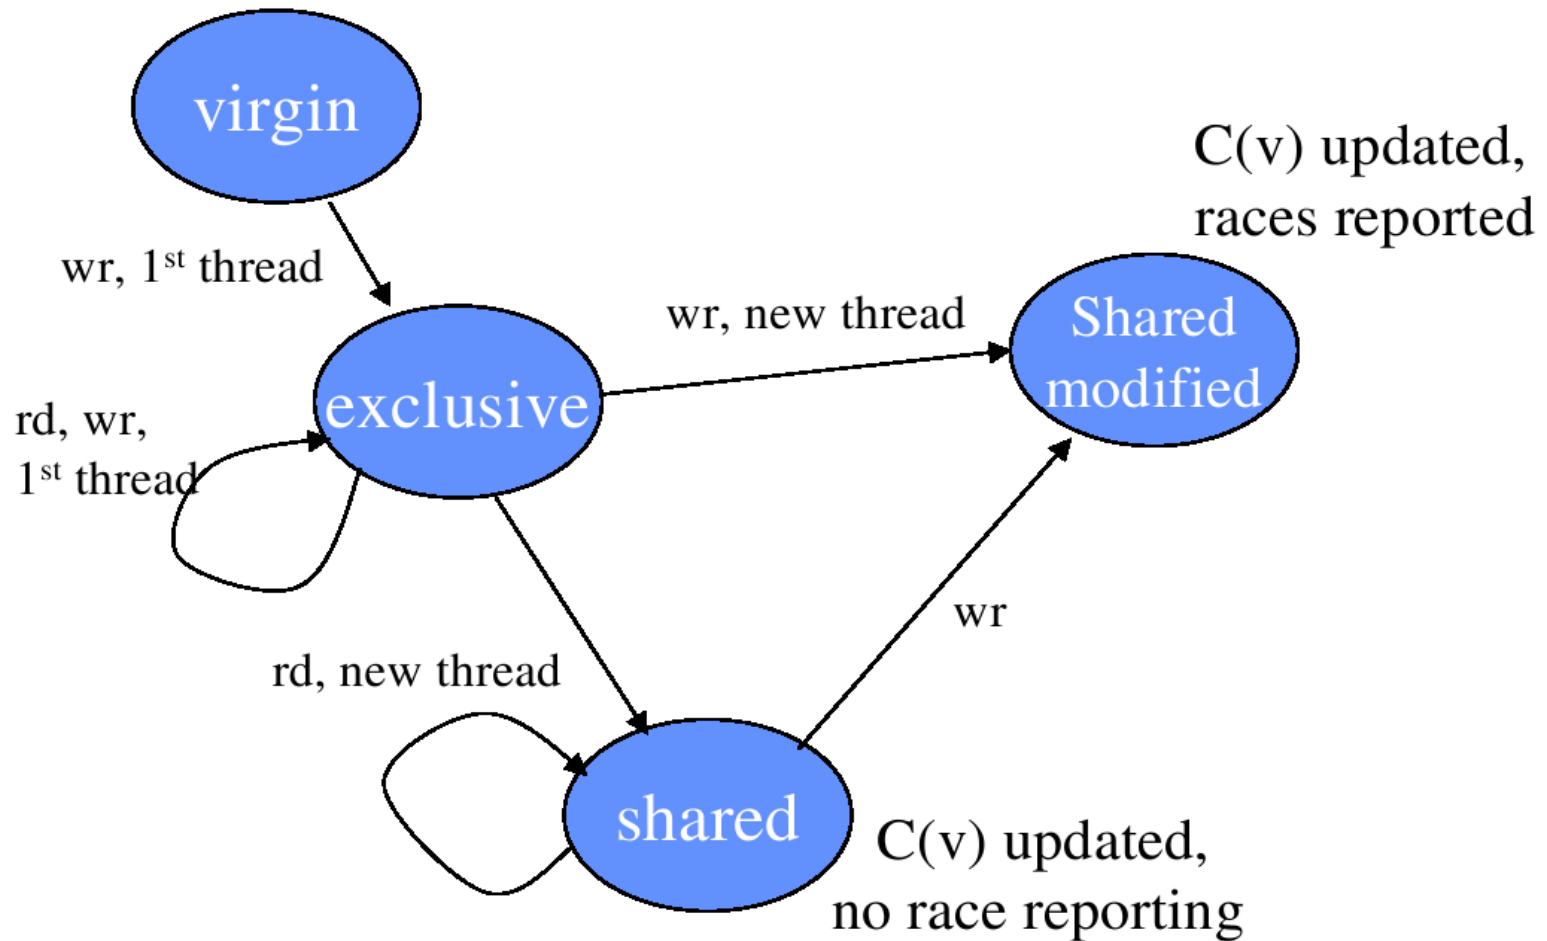 virgin
C(v) updated,
races reported
wr, 1st thread
wr, new thread
Shared
modified
exclusive
rd, wr,
1st thread
wr
rd, new thread
shared
C(v) updated,
no race reporting